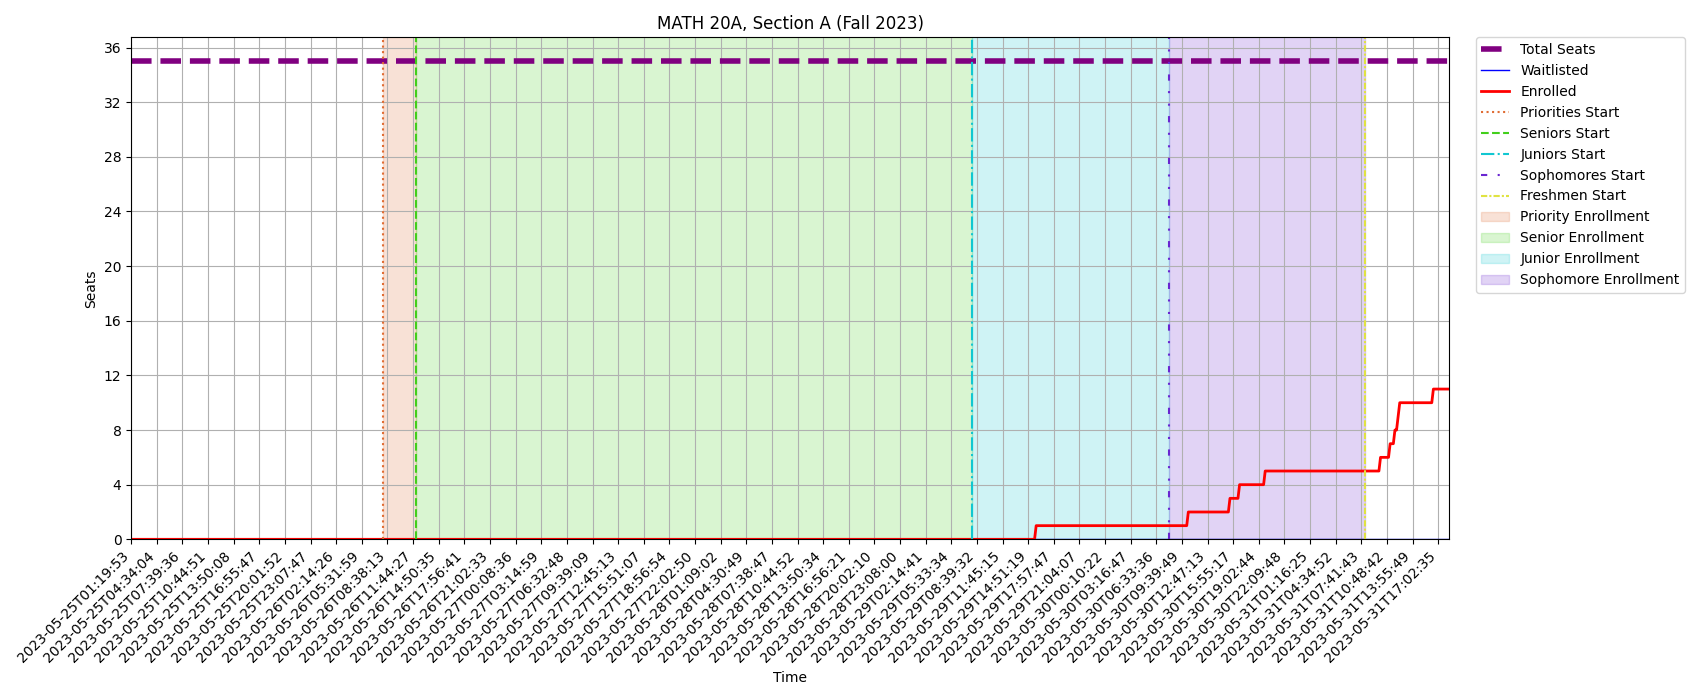 MATH 20A, Section A (Fall 2023)
Seats
36
32
28
24
20
16
12
8
4
0
2023-05-25T01:19:53
2023-05-25T04:34:04
2023-05-25T07:39:36
2023-05-25T10:44:51
2023-05-25T13:50:08
2023-05-25T16:55:47
2023-05-25T20:01:52
2023-05-25T23:07:47
2023-05-26T02:14:26
2023-05-26T05:31:59
2023-05-26T08:38:13
2023-05-26T11:44:27
2023-05-26T14:50:35
2023-05-26T17:56:41
2023-05-26T21:02:33
2023-05-27T00:08:36
2023-05-27T03:14:59
2023-05-27T06:32:48
2023-05-27T09:39:09
2023-05-27T12:45:13
2023-05-27T15:51:07
2023-05-27T18:56:54
2023-05-27T22:02:50
2023-05-28T01:09:02
2023-05-28T04:30:49
2023-05-28T07:38:47
2023-05-28T10:44:52
2023-05-28T13:50:34
2023-05-28T16:56:21
2023-05-28T20:02:10
2023-05-28T23:08:00
2023-05-29T02:14:41
2023-05-29T05:33:34
2023-05-29T08:39:32
2023-05-29T11:45:15
2023-05-29T14:51:19
2023-05-29T17:57:47
2023-05-29T21:04:07
2023-05-30T00:10:22
2023-05-30T03:16:47
2023-05-30T06:33:36
2023-05-30T09:39:49
2023-05-30T12:47:13
2023-05-30T15:55:17
2023-05-30T19:02:44
2023-05-30T22:09:48
2023-05-31T01:16:25
2023-05-31T04:34:52
2023-05-31T07:41:43
2023-05-31T10:48:42
2023-05-31T13:55:49
2023-05-31T17:02:35
Time
Total Seats
Waitlisted
Enrolled
Priorities Start
Seniors Start
Juniors Start
Sophomores Start
Freshmen Start
Priority Enrollment
Senior Enrollment
Junior Enrollment
Sophomore Enrollment